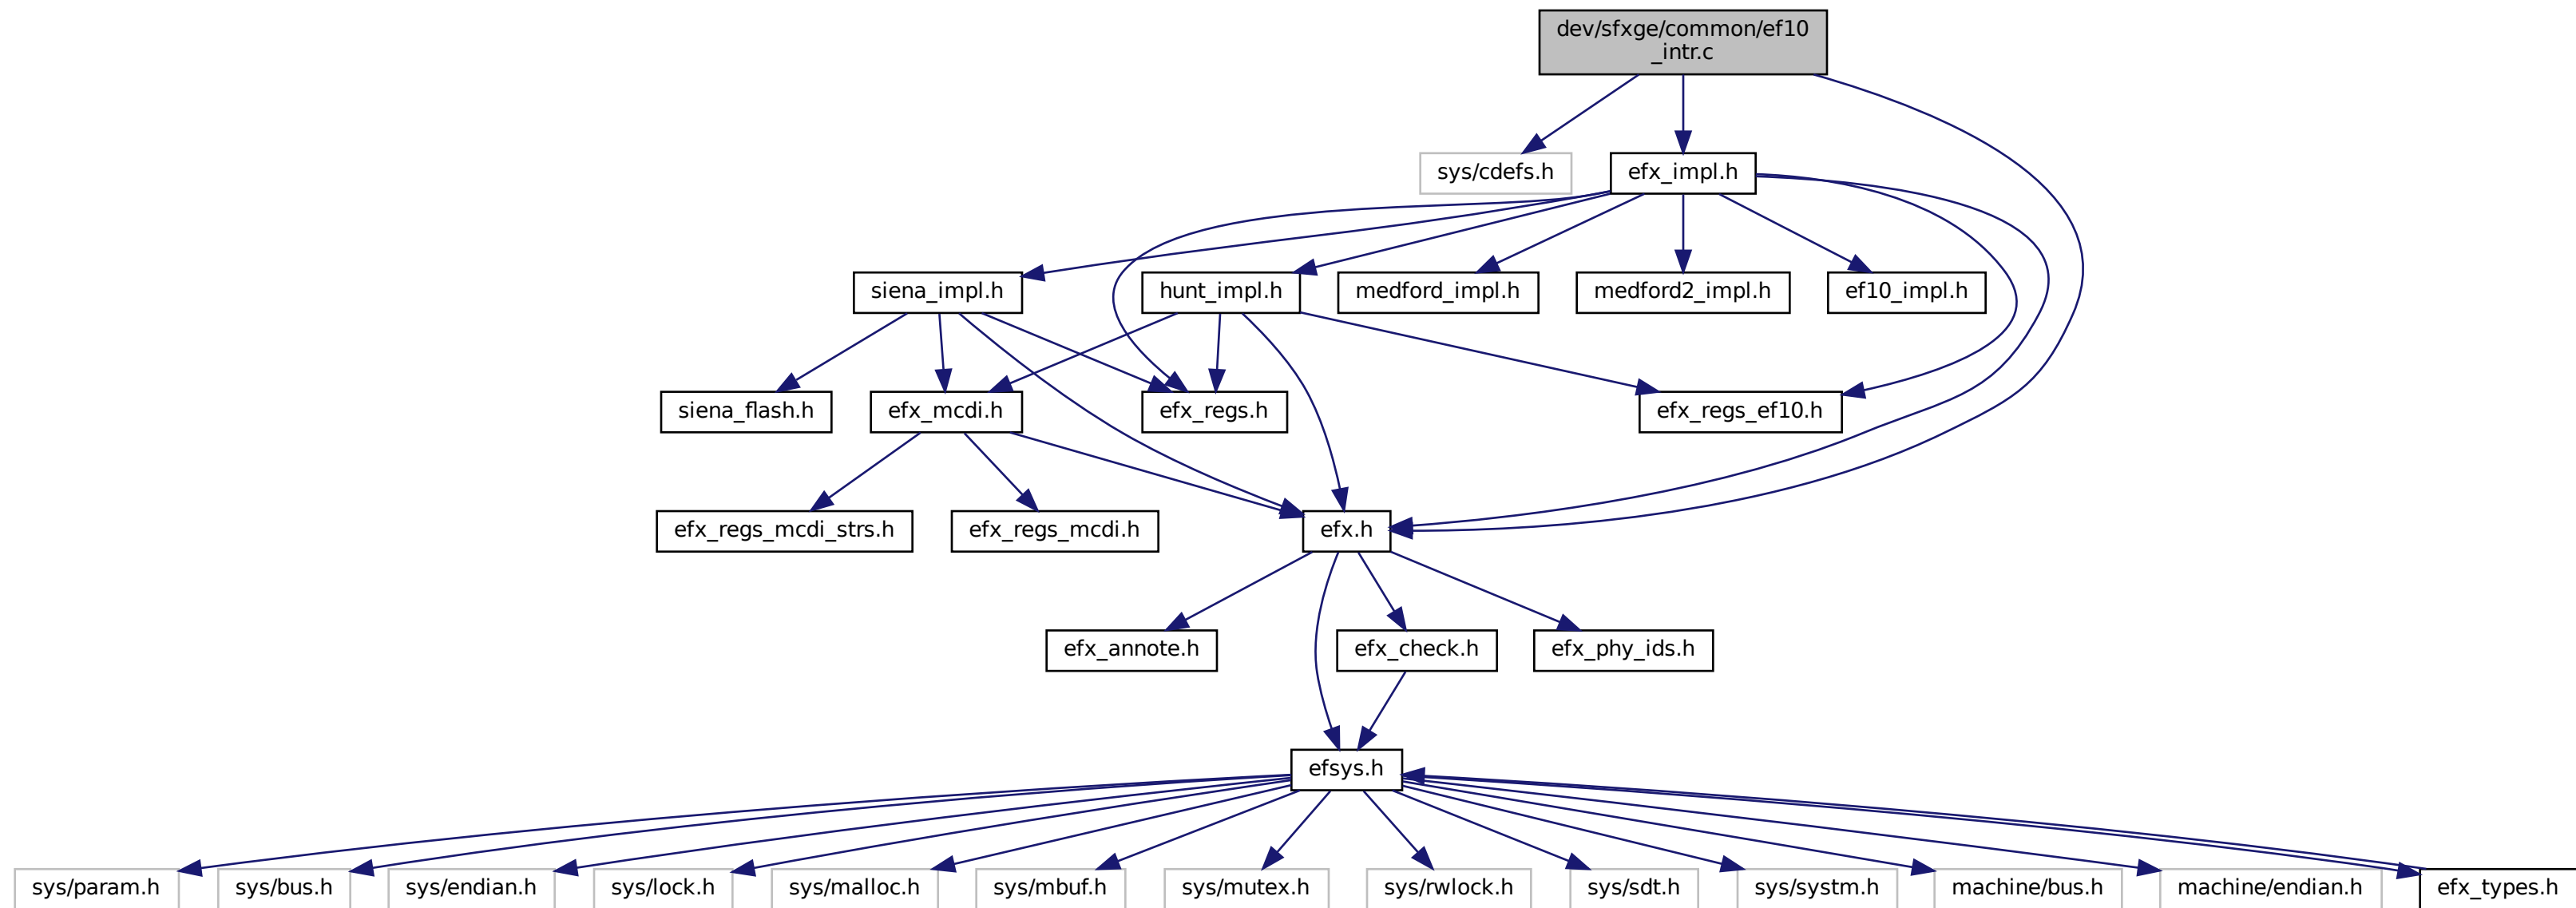 dev/sfxge/common/ef10
_intr.c
sys/cdefs.h
efx_impl.h
siena_impl.h
hunt_impl.h
medford_impl.h
medford2_impl.h
ef10_impl.h
siena_flash.h
efx_mcdi.h
efx_regs.h
efx_regs_ef10.h
efx_regs_mcdi_strs.h
efx_regs_mcdi.h
efx.h
efx_annote.h
efx_check.h
efx_phy_ids.h
efsys.h
sys/param.h
sys/bus.h
sys/endian.h
sys/lock.h
sys/malloc.h
sys/mbuf.h
sys/mutex.h
sys/rwlock.h
sys/sdt.h
sys/systm.h
machine/bus.h
machine/endian.h
efx_types.h